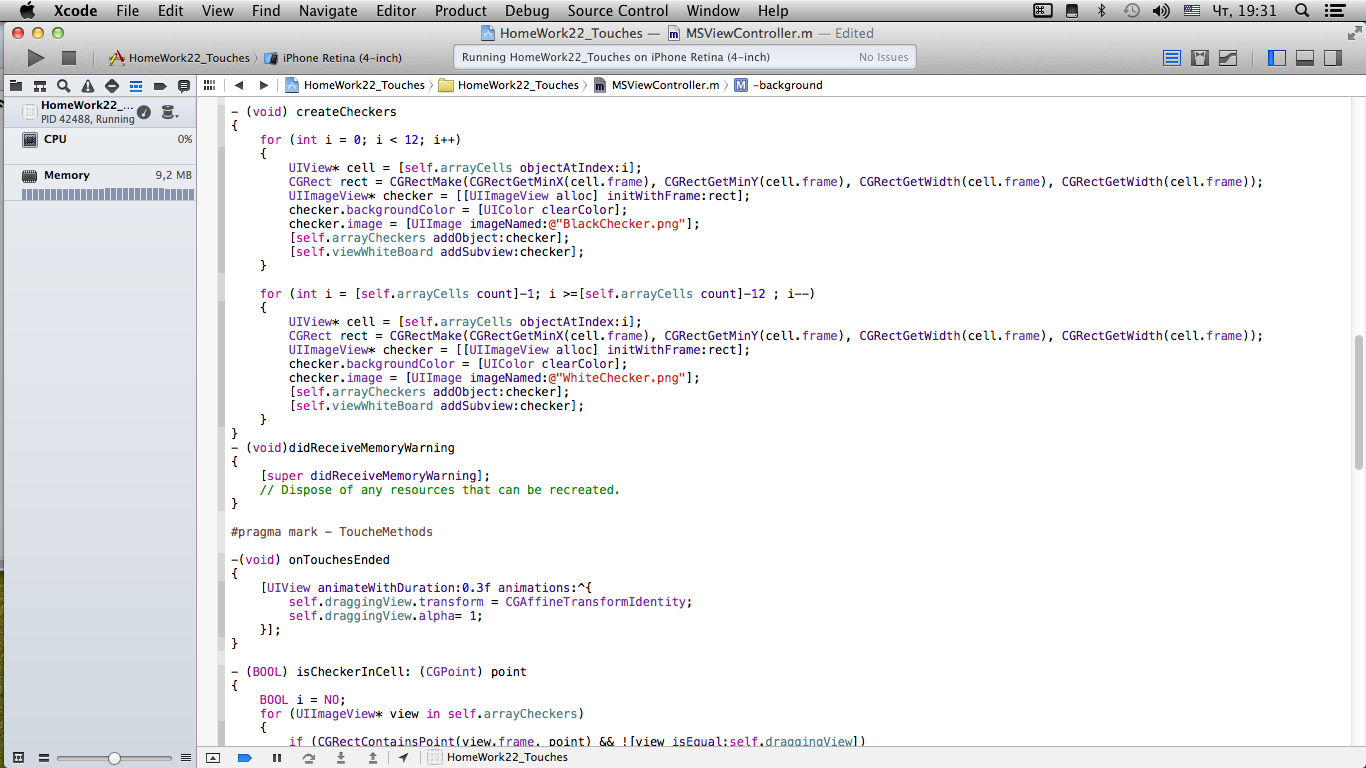 Xcode File Edit View Find Navigate Editor Product Debug Source Control Window Help Чт, 19:31
HomeWork22_Touches — MSViewController.m — Edited
HomeWork22_Touches iPhone Retina (4-inch) Running HomeWork22_Touches on iPhone Retina (4-inch) No Issues
HomeWork22_Touches HomeWork22_Touches MSViewController.m M -background
HomeWork22_...
PID 42488, Running
CPU 0%
Memory 9,2 MB
- (void) createCheckers
{
    for (int i = 0; i < 12; i++)
    {
        UIView* cell = [self.arrayCells objectAtIndex:i];
        CGRect rect = CGRectMake(CGRectGetMinX(cell.frame), CGRectGetMinY(cell.frame), CGRectGetWidth(cell.frame), CGRectGetWidth(cell.frame));
        UIImageView* checker = [[UIImageView alloc] initWithFrame:rect];
        checker.backgroundColor = [UIColor clearColor];
        checker.image = [UIImage imageNamed:@"BlackChecker.png"];
        [self.arrayCheckers addObject:checker];
        [self.viewWhiteBoard addSubview:checker];
    }
    for (int i = [self.arrayCells count]-1; i >=[self.arrayCells count]-12 ; i--)
    {
        UIView* cell = [self.arrayCells objectAtIndex:i];
        CGRect rect = CGRectMake(CGRectGetMinX(cell.frame), CGRectGetMinY(cell.frame), CGRectGetWidth(cell.frame), CGRectGetWidth(cell.frame));
        UIImageView* checker = [[UIImageView alloc] initWithFrame:rect];
        checker.backgroundColor = [UIColor clearColor];
        checker.image = [UIImage imageNamed:@"WhiteChecker.png"];
        [self.arrayCheckers addObject:checker];
        [self.viewWhiteBoard addSubview:checker];
    }
}
- (void)didReceiveMemoryWarning
{
    [super didReceiveMemoryWarning];
    // Dispose of any resources that can be recreated.
}
#pragma mark - ToucheMethods
-(void) onTouchesEnded
{
    [UIView animateWithDuration:0.3f animations:^{
        self.draggingView.transform = CGAffineTransformIdentity;
        self.draggingView.alpha= 1;
    }];
}
- (BOOL) isCheckerInCell: (CGPoint) point
{
    BOOL i = NO;
    for (UIImageView* view in self.arrayCheckers)
    {
        if (CGRectContainsPoint(view.frame, point) && ![view isEqual:self.draggingView])
HomeWork22_Touches